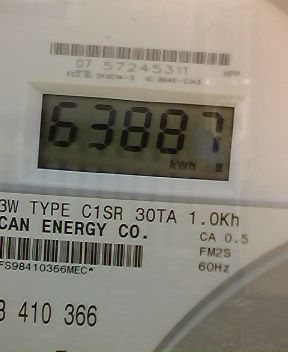 07 57245311
63887
kWh
3W TYPE C1SR 30TA 1.0Kh
CAN ENERGY CO.
CA 0.5
FM2S
60Hz
FS98410366MEC*
410 366